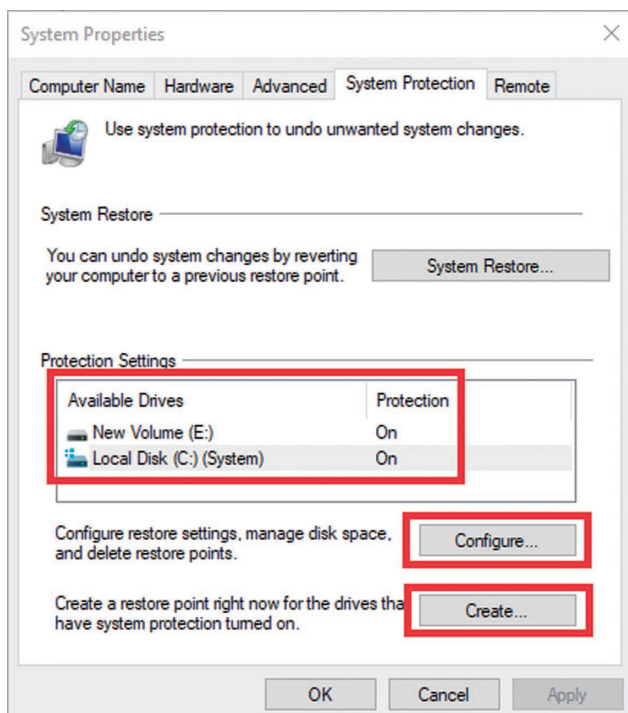 System Properties
Computer Name Hardware Advanced System Protection Remote
Use system protection to undo unwanted system changes.
System Restore
You can undo system changes by reverting
your computer to a previous restore point.
System Restore...
Protection Settings
Available Drives Protection
New Volume (E:) On
Local Disk (C:) (System) On
Configure restore settings, manage disk space,
and delete restore points.
Configure...
Create a restore point right now for the drives tha
have system protection turned on.
Create...
OK Cancel Apply